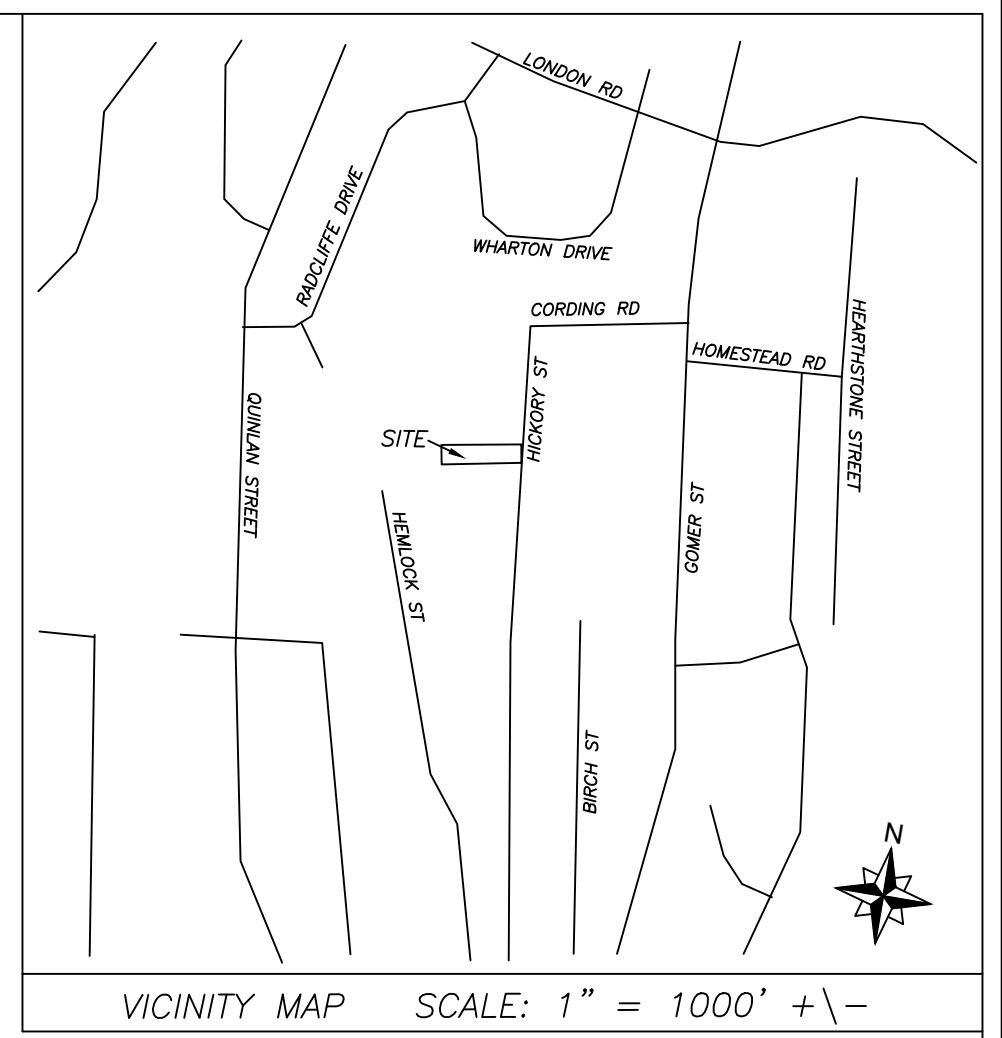 LONDON RD
RADCLIFFE DRIVE
WHARTON DRIVE
CORDING RD
HOMESTEAD RD
HEARTHSTONE STREET
HICKORY ST
QUINLAN STREET
SITE
GOMER ST
HEMLOCK ST
BIRCH ST
N
VICINITY MAP SCALE: 1" = 1000' +\-